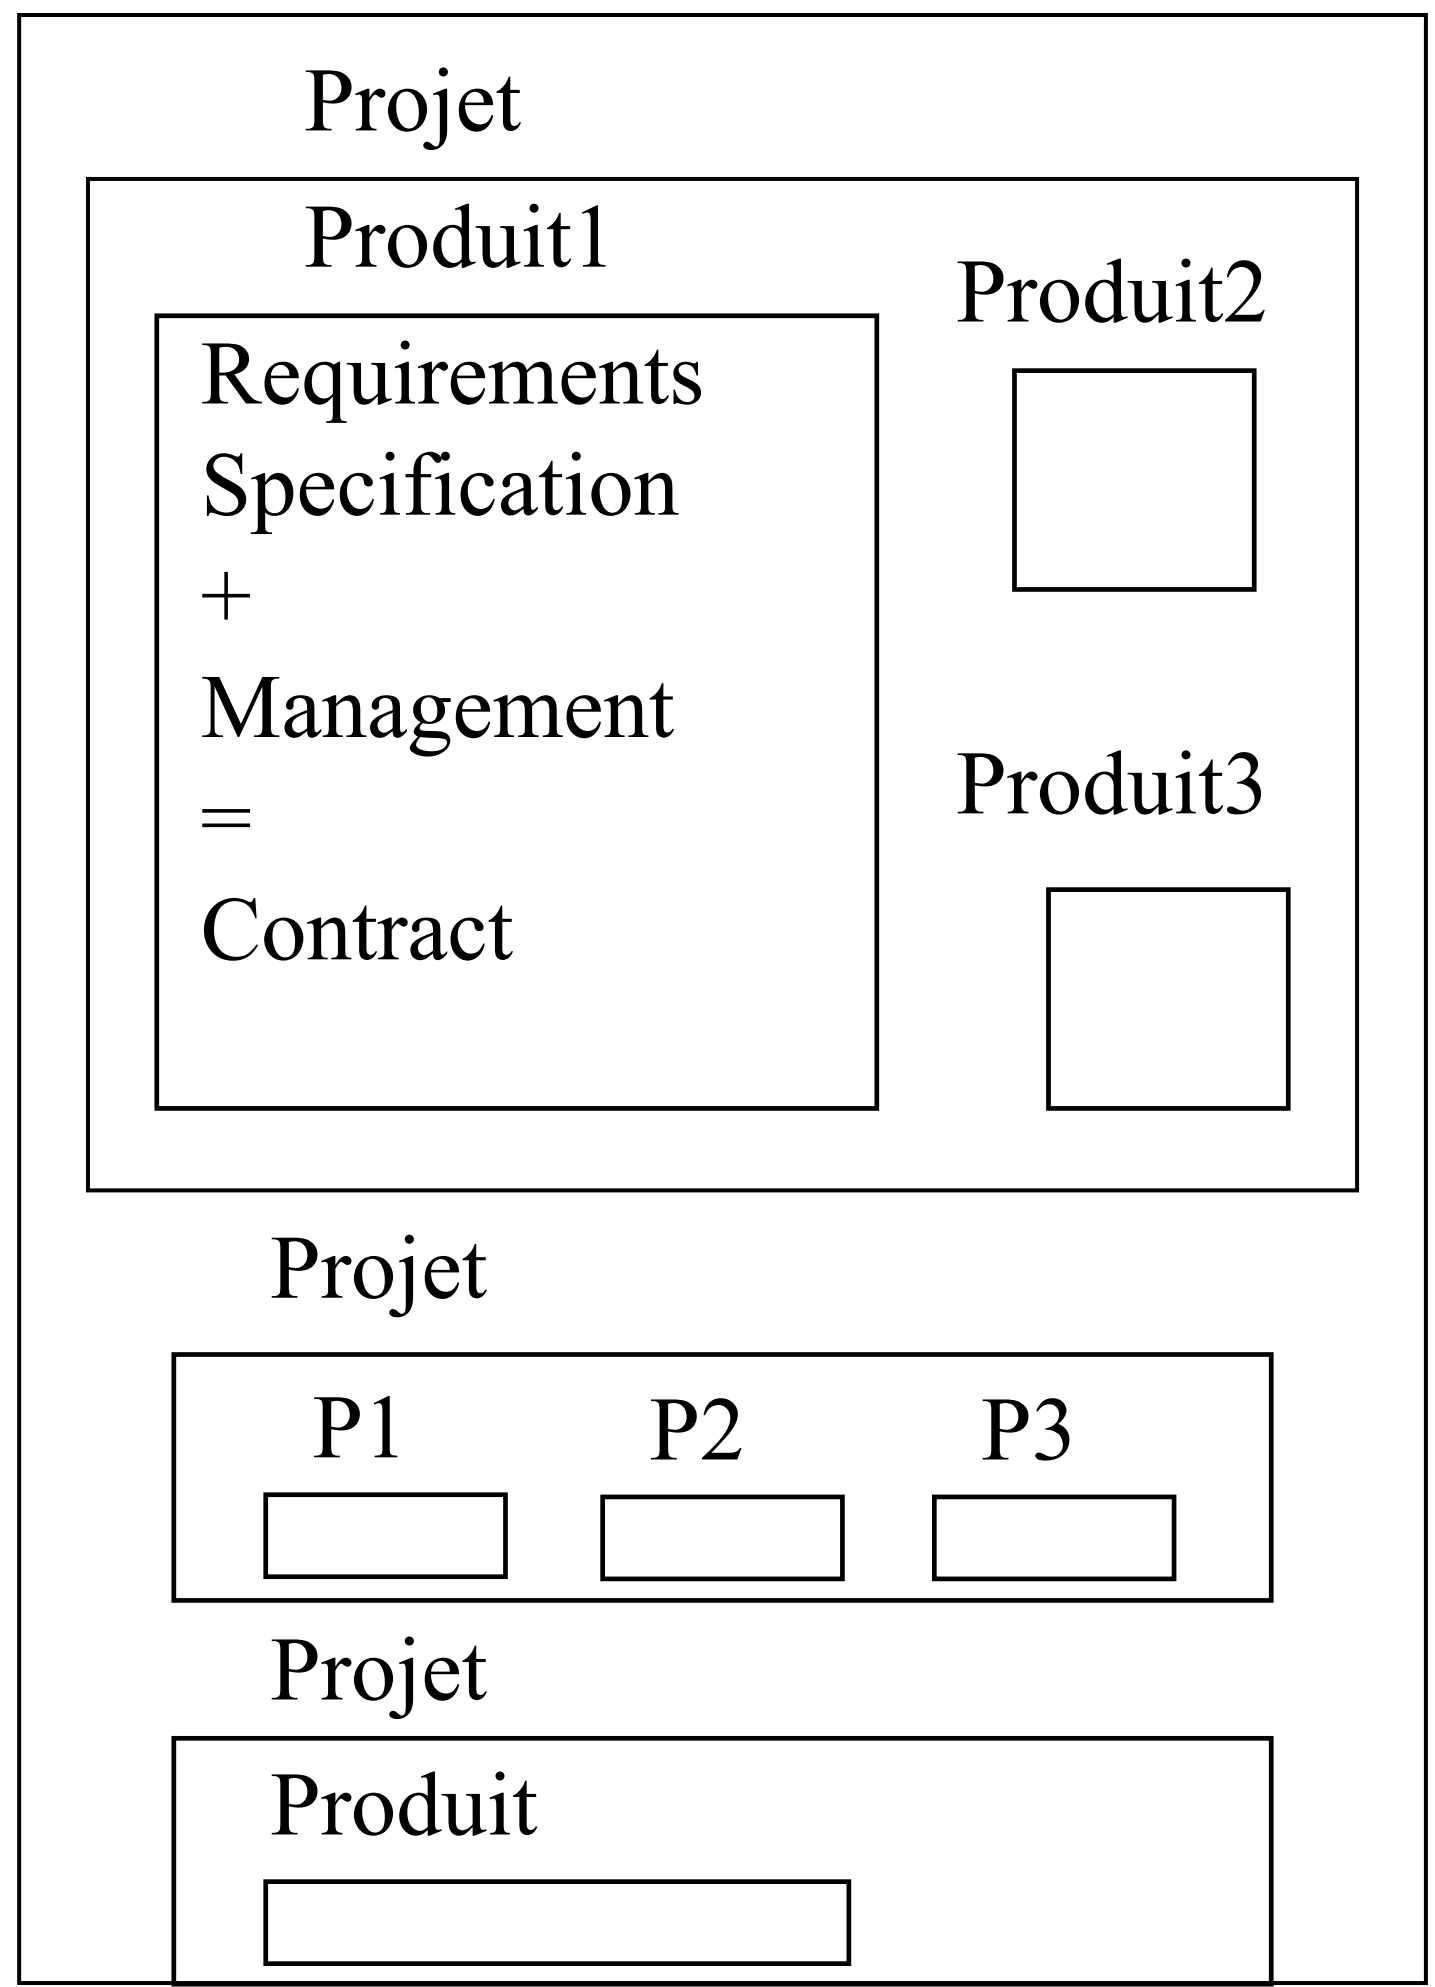 Projet
Produit1
Produit2
Requirements
Specification
+
Management
=
Contract
Produit3
Projet
P1 P2 P3
Projet
Produit